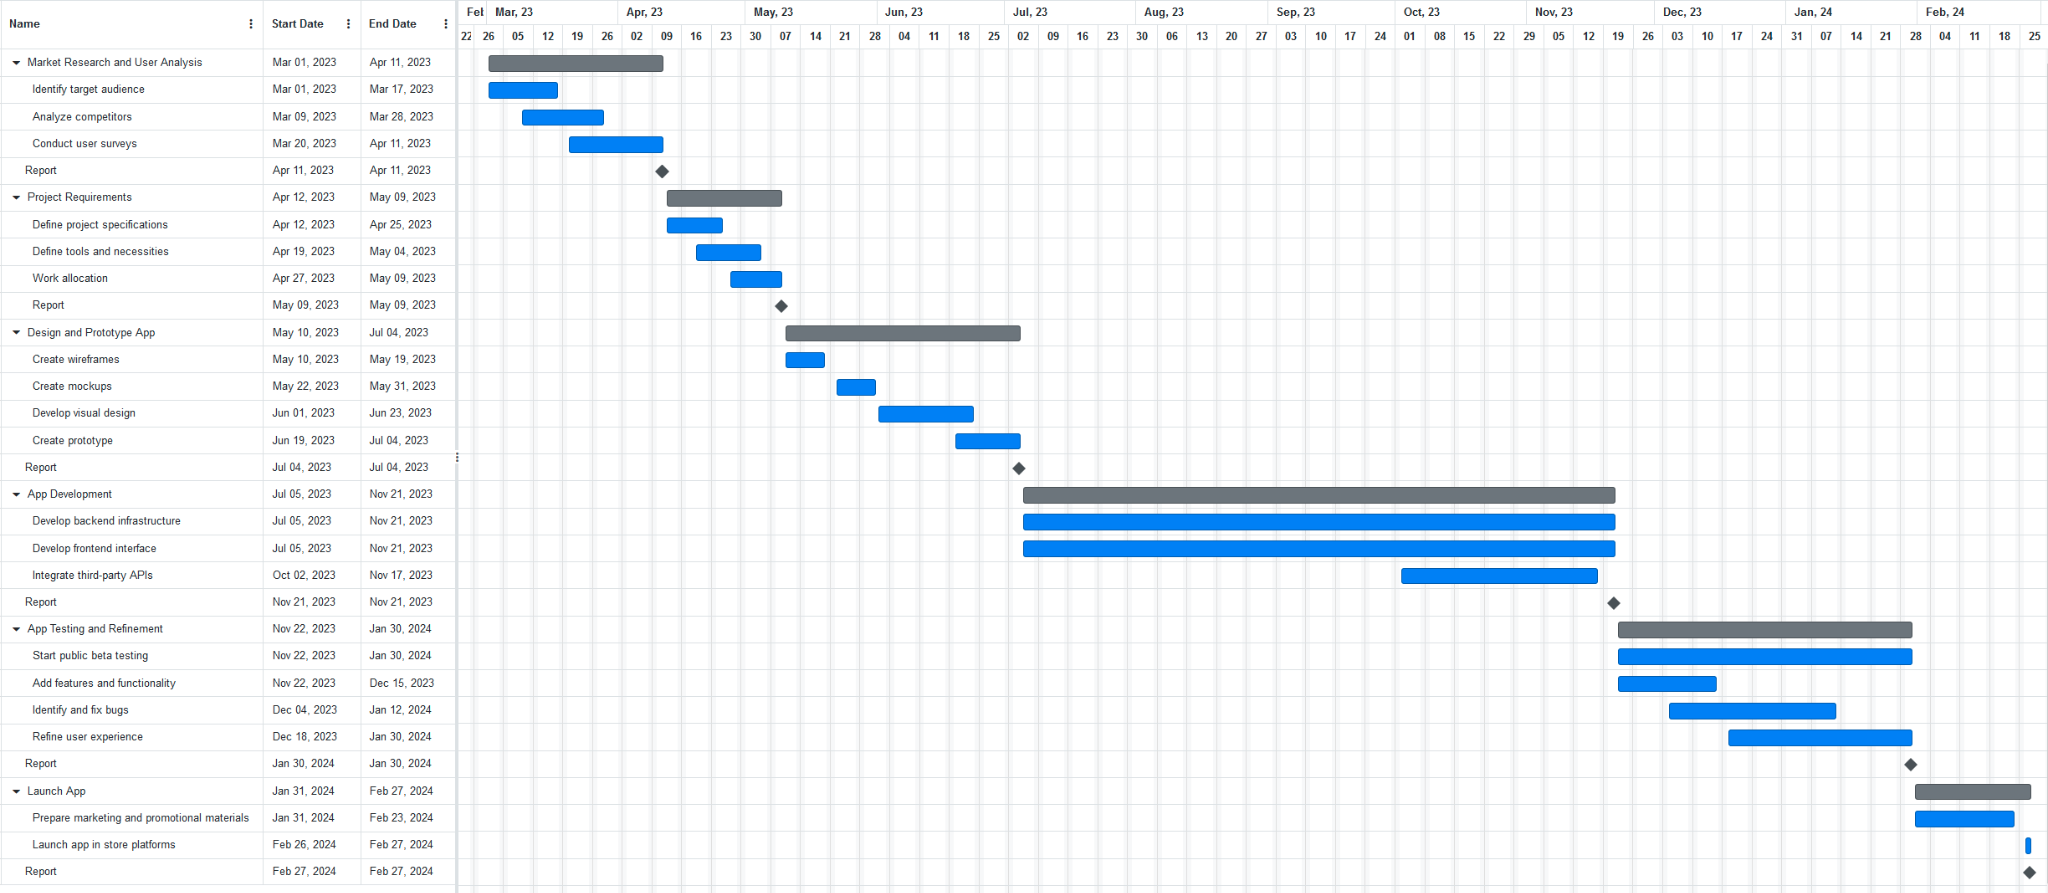 Name Start Date End Date Feb Mar, 23 Apr, 23 May, 23 Jun, 23 Jul, 23 Aug, 23 Sep, 23 Oct, 23 Nov, 23 Dec, 23 Jan, 24 Feb, 24
22 26 05 12 19 26 02 09 16 23 30 07 14 21 28 04 11 18 25 02 09 16 23 30 06 13 20 27 03 10 17 24 01 08 15 22 29 05 12 19 26 03 10 17 24 31 07 14 21 28 04 11 18 25
Market Research and User Analysis Mar 01, 2023 Apr 11, 2023
Identify target audience Mar 01, 2023 Mar 17, 2023
Analyze competitors Mar 09, 2023 Mar 28, 2023
Conduct user surveys Mar 20, 2023 Apr 11, 2023
Report Apr 11, 2023 Apr 11, 2023
Project Requirements Apr 12, 2023 May 09, 2023
Define project specifications Apr 12, 2023 Apr 25, 2023
Define tools and necessities Apr 19, 2023 May 04, 2023
Work allocation Apr 27, 2023 May 09, 2023
Report May 09, 2023 May 09, 2023
Design and Prototype App May 10, 2023 Jul 04, 2023
Create wireframes May 10, 2023 May 19, 2023
Create mockups May 22, 2023 May 31, 2023
Develop visual design Jun 01, 2023 Jun 23, 2023
Create prototype Jun 19, 2023 Jul 04, 2023
Report Jul 04, 2023 Jul 04, 2023
App Development Jul 05, 2023 Nov 21, 2023
Develop backend infrastructure Jul 05, 2023 Nov 21, 2023
Develop frontend interface Jul 05, 2023 Nov 21, 2023
Integrate third-party APIs Oct 02, 2023 Nov 17, 2023
Report Nov 21, 2023 Nov 21, 2023
App Testing and Refinement Nov 22, 2023 Jan 30, 2024
Start public beta testing Nov 22, 2023 Jan 30, 2024
Add features and functionality Nov 22, 2023 Dec 15, 2023
Identify and fix bugs Dec 04, 2023 Jan 12, 2024
Refine user experience Dec 18, 2023 Jan 30, 2024
Report Jan 30, 2024 Jan 30, 2024
Launch App Jan 31, 2024 Feb 27, 2024
Prepare marketing and promotional materials Jan 31, 2024 Feb 23, 2024
Launch app in store platforms Feb 26, 2024 Feb 27, 2024
Report Feb 27, 2024 Feb 27, 2024